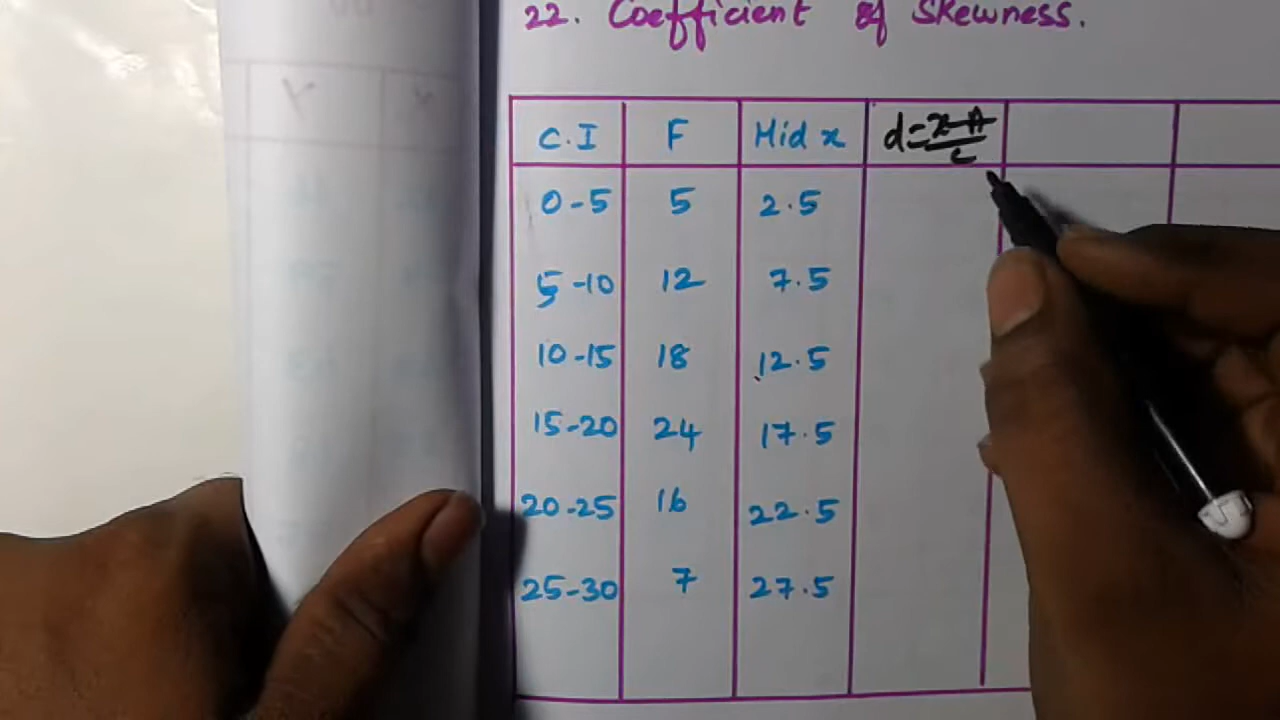 22. Coefficient of Skewness.
C.I F Mid x d=x-A/c
0-5 5 2.5
5-10 12 7.5
10-15 18 12.5
15-20 24 17.5
20-25 16 22.5
25-30 7 27.5